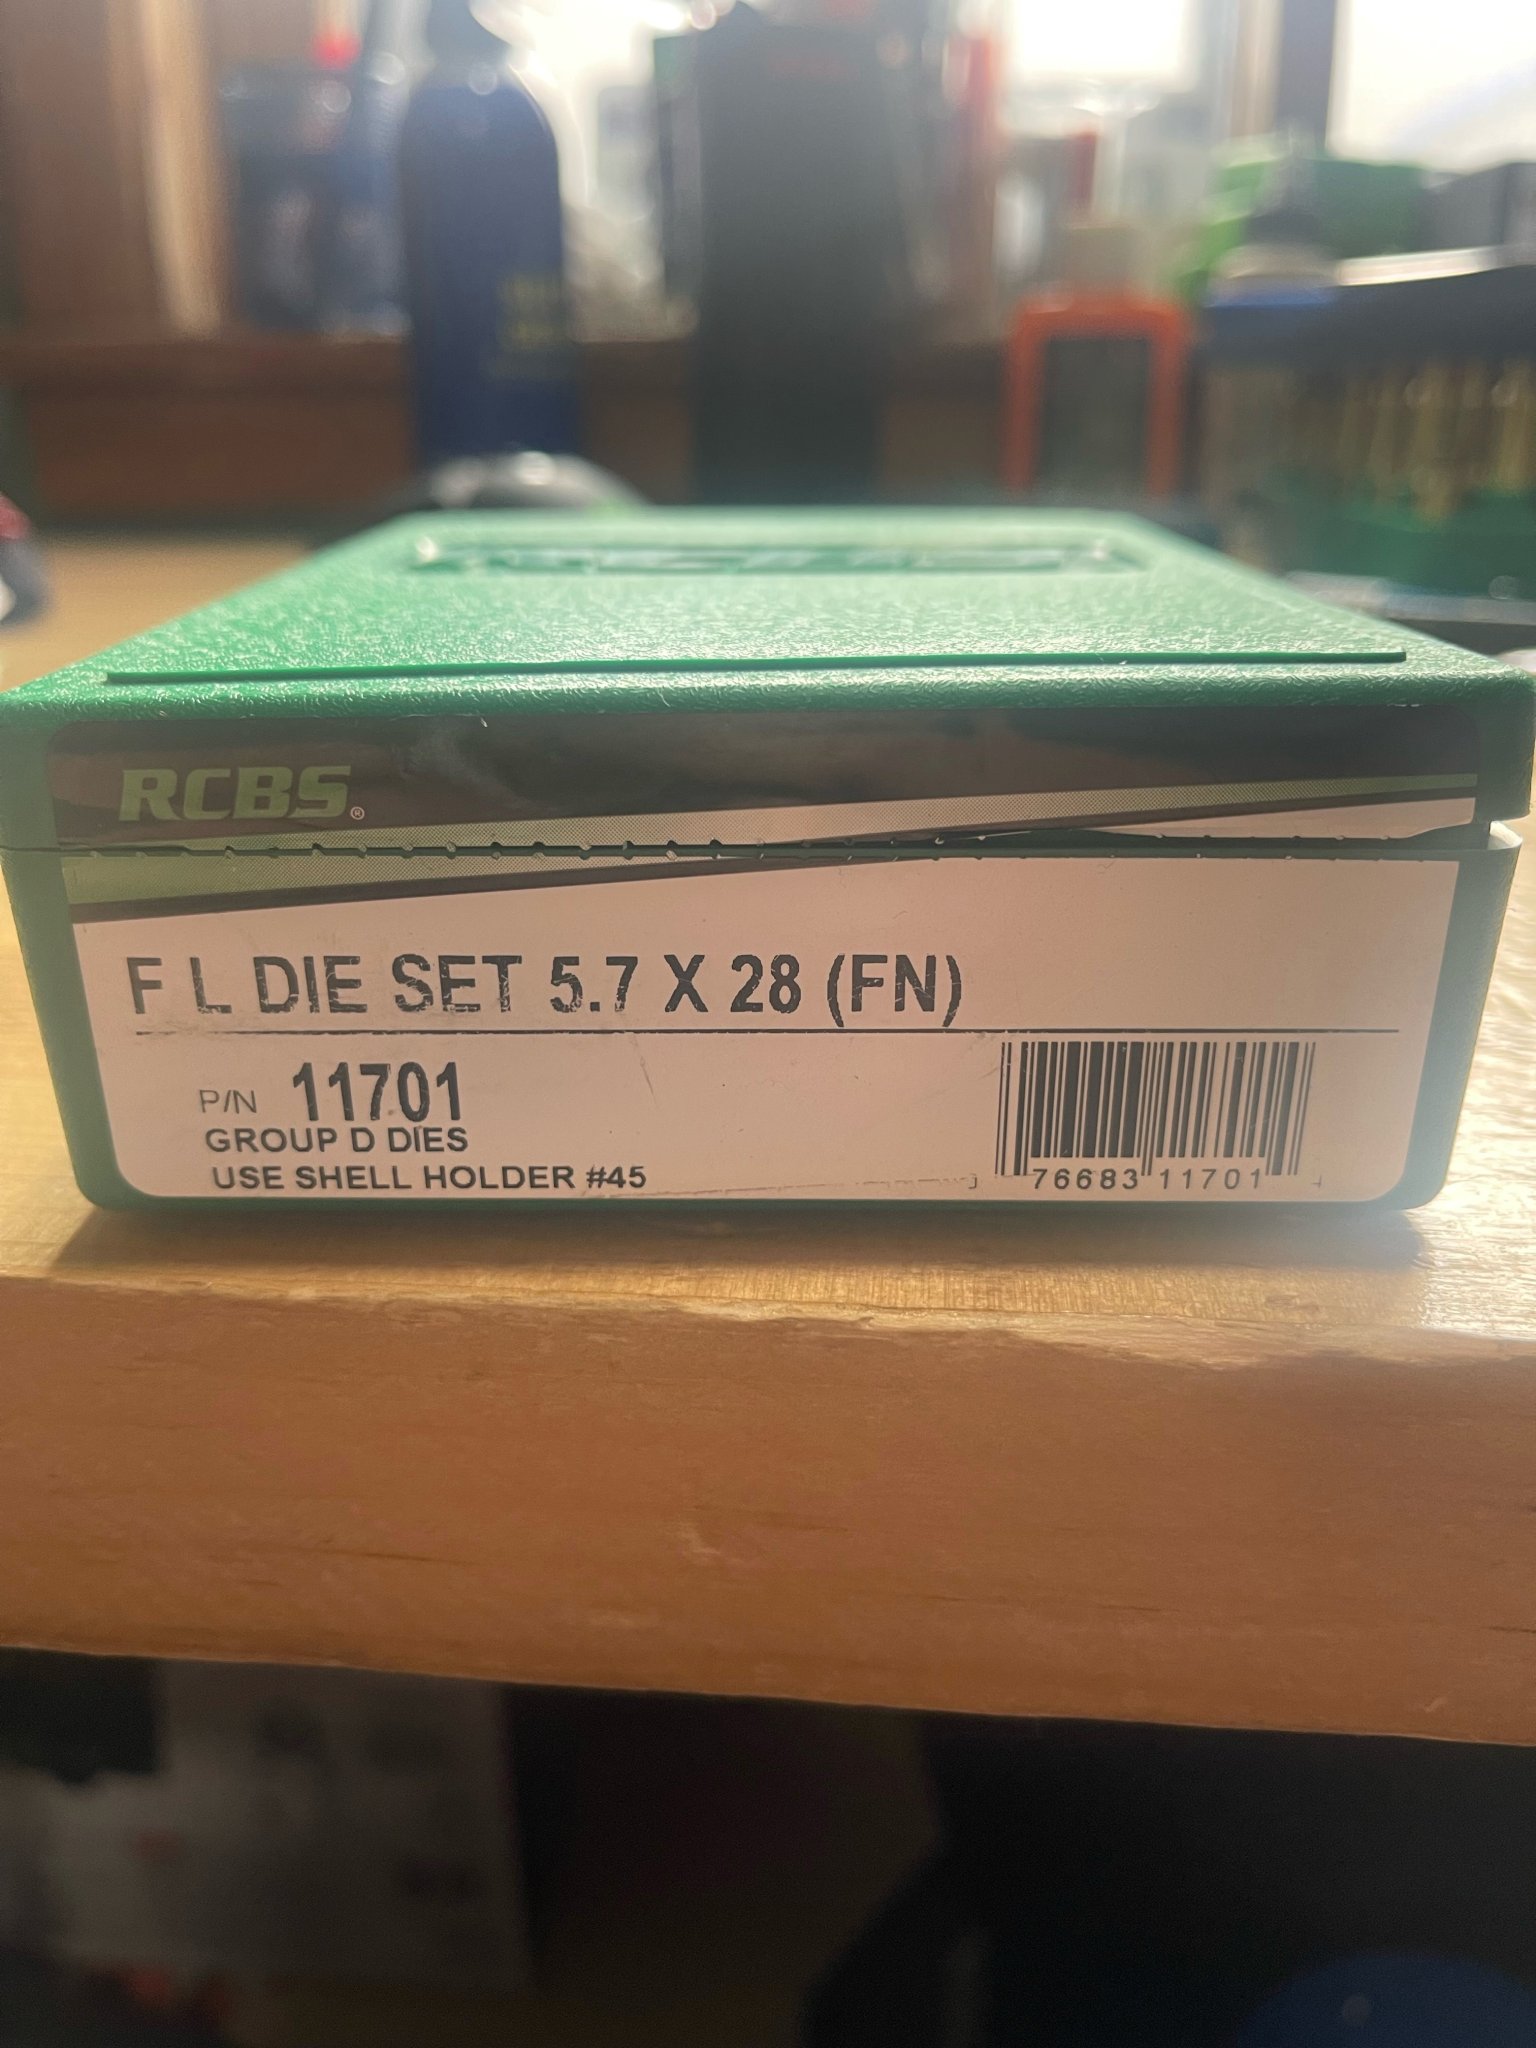 RCBS®
F L DIE SET 5.7 X 28 (FN)
P/N 11701
GROUP D DIES
USE SHELL HOLDER #45
76683 11701